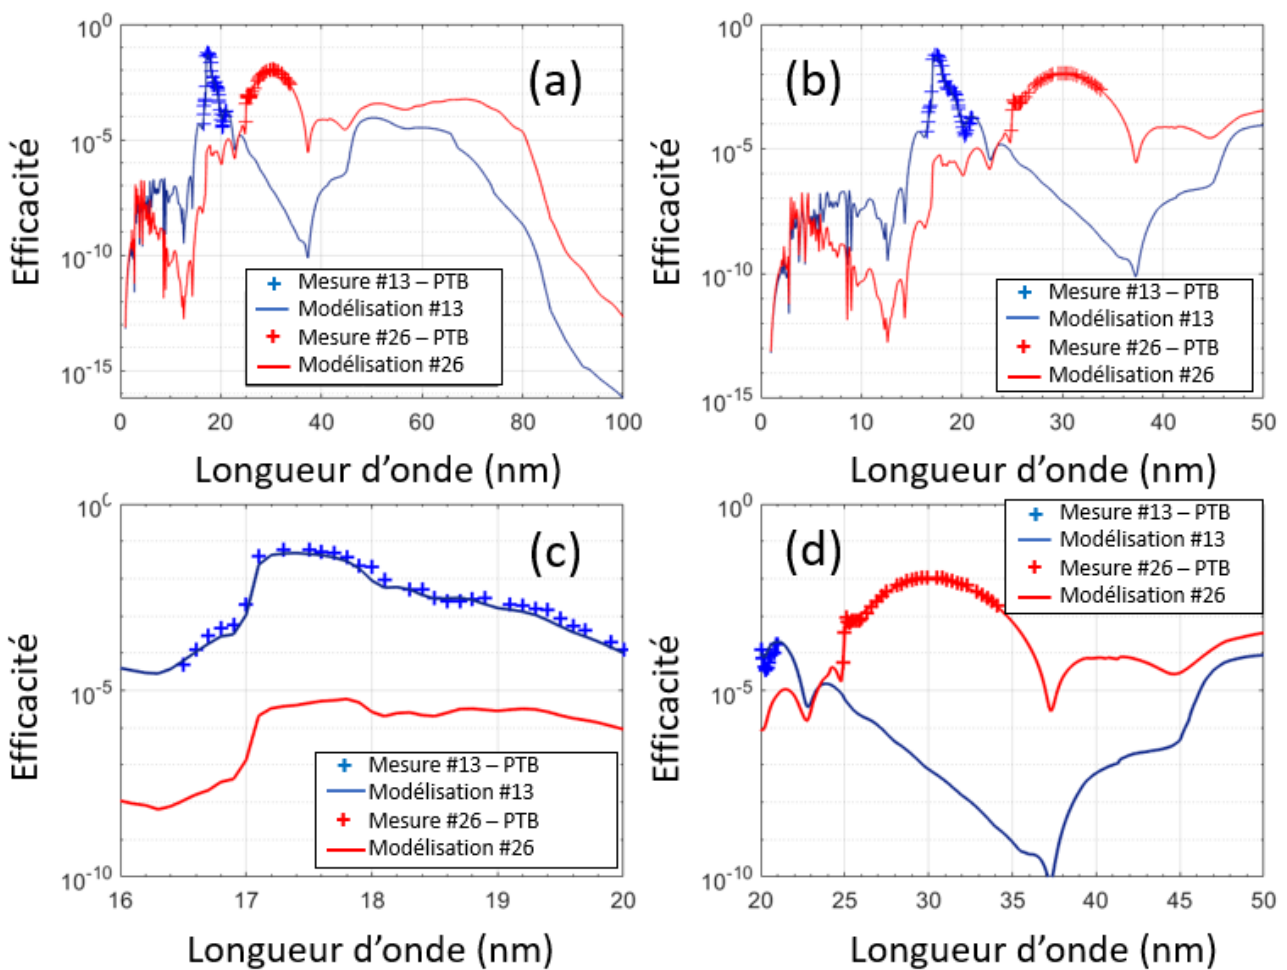 (a)
Efficacité
10⁰
10⁻⁵
10⁻¹⁰
10⁻¹⁵
Mesure #13 – PTB
Modélisation #13
Mesure #26 – PTB
Modélisation #26
0 20 40 60 80 100
Longueur d'onde (nm)
(b)
Efficacité
10⁰
10⁻⁵
10⁻¹⁰
10⁻¹⁵
Mesure #13 – PTB
Modélisation #13
Mesure #26 – PTB
Modélisation #26
0 10 20 30 40 50
Longueur d'onde (nm)
(c)
Efficacité
10⁰
10⁻⁵
10⁻¹⁰
Mesure #13 – PTB
Modélisation #13
Mesure #26 – PTB
Modélisation #26
16 17 18 19 20
Longueur d'onde (nm)
(d)
Efficacité
10⁰
10⁻⁵
10⁻¹⁰
Mesure #13 – PTB
Modélisation #13
Mesure #26 – PTB
Modélisation #26
20 25 30 35 40 45 50
Longueur d'onde (nm)